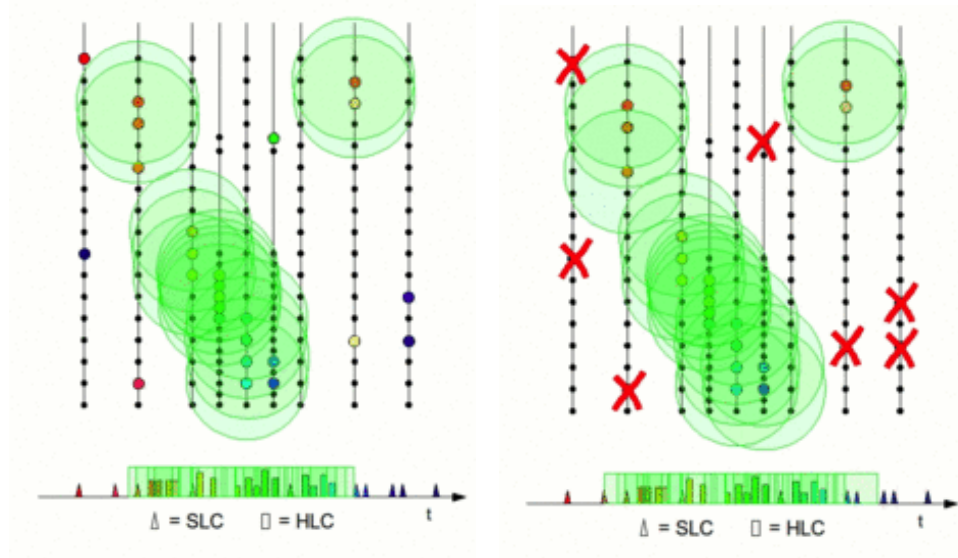 t
△ = SLC ▯ = HLC
t
△ = SLC ▯ = HLC